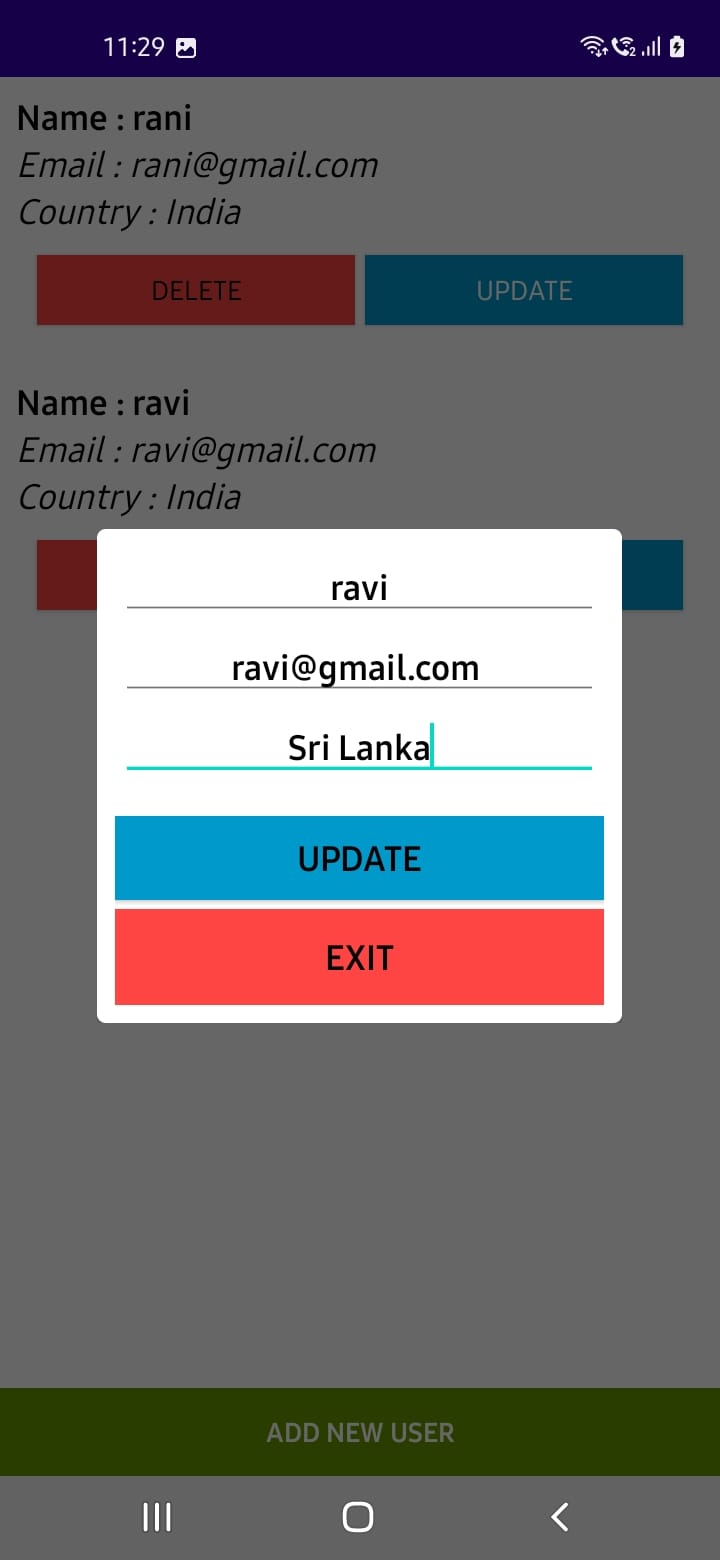 11:29
Name : rani
Email : rani@gmail.com
Country : India
DELETE UPDATE
Name : ravi
Email : ravi@gmail.com
Country : India
ravi
ravi@gmail.com
Sri Lanka
UPDATE
EXIT
ADD NEW USER